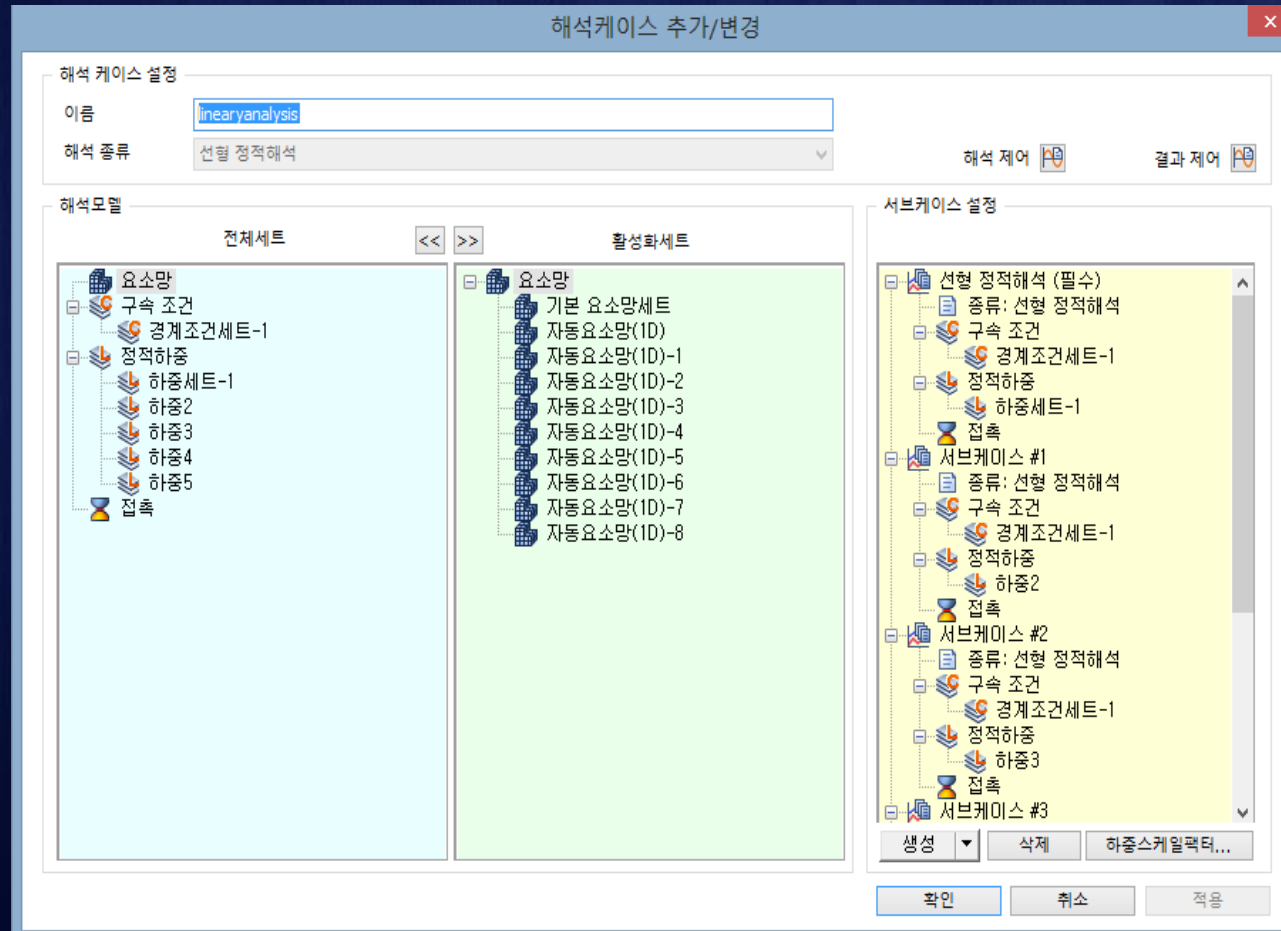 해석케이스 추가/변경
해석 케이스 설정
이름
linearyanalysis
해석 종류
선형 정적해석
해석 제어
결과 제어
해석모델
전체세트
<<
>>
활성화세트
요소망
구속 조건
경계조건세트-1
정적하중
하중세트-1
하중2
하중3
하중4
하중5
접촉
요소망
기본 요소망세트
자동요소망(1D)
자동요소망(1D)-1
자동요소망(1D)-2
자동요소망(1D)-3
자동요소망(1D)-4
자동요소망(1D)-5
자동요소망(1D)-6
자동요소망(1D)-7
자동요소망(1D)-8
서브케이스 설정
선형 정적해석 (필수)
종류: 선형 정적해석
구속 조건
경계조건세트-1
정적하중
하중세트-1
접촉
서브케이스 #1
종류: 선형 정적해석
구속 조건
경계조건세트-1
정적하중
하중2
접촉
서브케이스 #2
종류: 선형 정적해석
구속 조건
경계조건세트-1
정적하중
하중3
접촉
서브케이스 #3
생성
삭제
하중스케일팩터...
확인
취소
적용